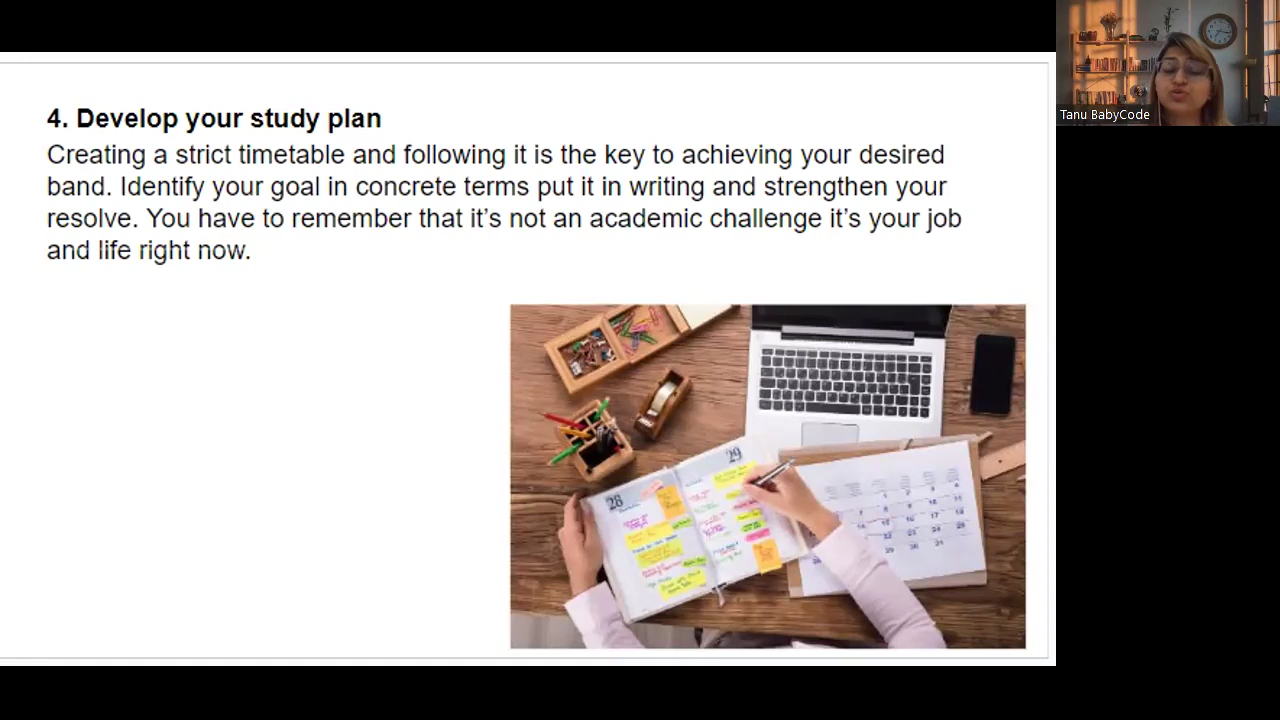 4. Develop your study plan
Creating a strict timetable and following it is the key to achieving your desired
band. Identify your goal in concrete terms put it in writing and strengthen your
resolve. You have to remember that it’s not an academic challenge it’s your job
and life right now.
Tanu BabyCode
28
29